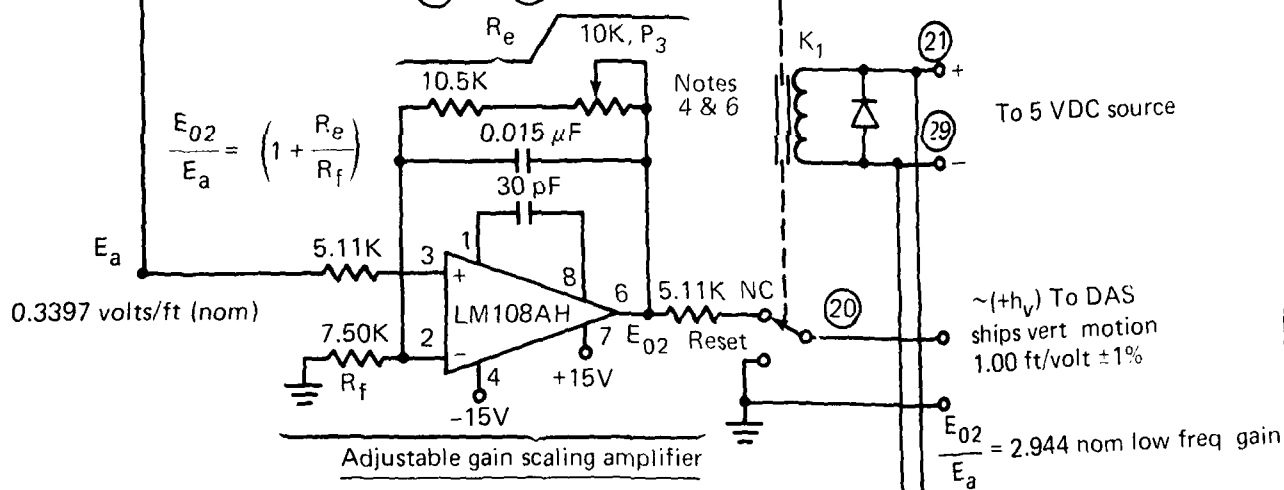 R_e
10K, P_3
K_1
21
+
10.5K
Notes
4 & 6
To 5 VDC source
0.015 μF
29
−
E_02/E_a = (1 + R_e/R_f)
30 pF
E_a
5.11K
3
1
8
+
LM108AH
6
5.11K
NC
20
~(+h_v) To DAS
ships vert motion
1.00 ft/volt ±1%
0.3397 volts/ft (nom)
7.50K
2
−
7
E_02
Reset
R_f
4
+15V
−15V
E_02/E_a = 2.944 nom low freq gain
Adjustable gain scaling amplifier